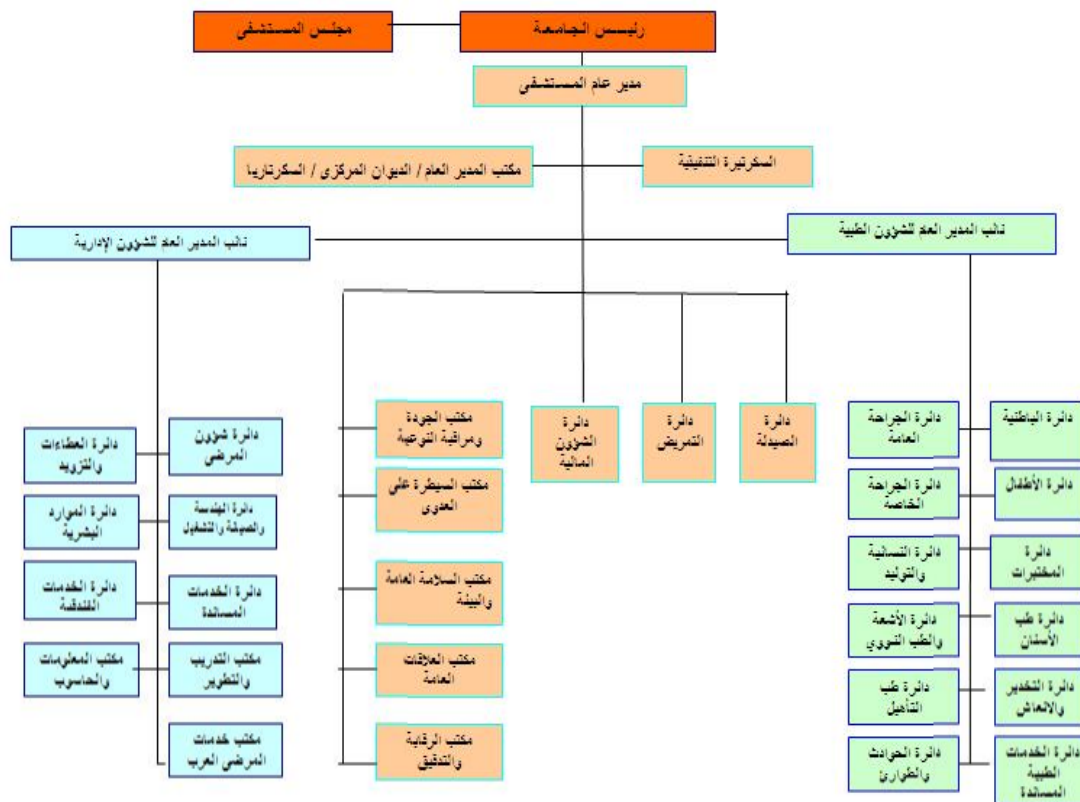 رئيـــس الجـامـعـة
مجلـس المستشـفى
مدير عام المستشفى
السكرتيرة التنفيذية
مكتب المدير العام / الديوان المركزي / السكرتاريا
نائب المدير العام للشؤون الطبية
نائب المدير العام للشؤون الإدارية
دائرة الباطنية
دائرة الجراحة
العامة
دائرة الأطفال
دائرة الجراحة
الخاصة
دائرة
المختبرات
دائرة النسائية
والتوليد
دائرة طب
الأسنان
دائرة الأشعة
والطب النووي
دائرة التخدير
والانعاش
دائرة طب
التأهيل
دائرة الخدمات
الطبية
المساندة
دائرة الحوادث
والطوارئ
دائرة
الصيدلة
دائرة
التمريض
دائرة
الشؤون
المالية
مكتب الجودة
ومراقبة النوعية
مكتب السيطرة على
العدوى
مكتب السلامة العامة
والبيئة
مكتب العلاقات
العامة
مكتب الرقابة
والتدقيق
دائرة شؤون
المرضى
دائرة العطاءات
والتزويد
دائرة الهندسة
والصيانة والتشغيل
دائرة الموارد
البشرية
دائرة الخدمات
المساندة
دائرة الخدمات
الفندقية
مكتب التدريب
والتطوير
مكتب المعلومات
والحاسوب
مكتب خدمات
المرضى العرب